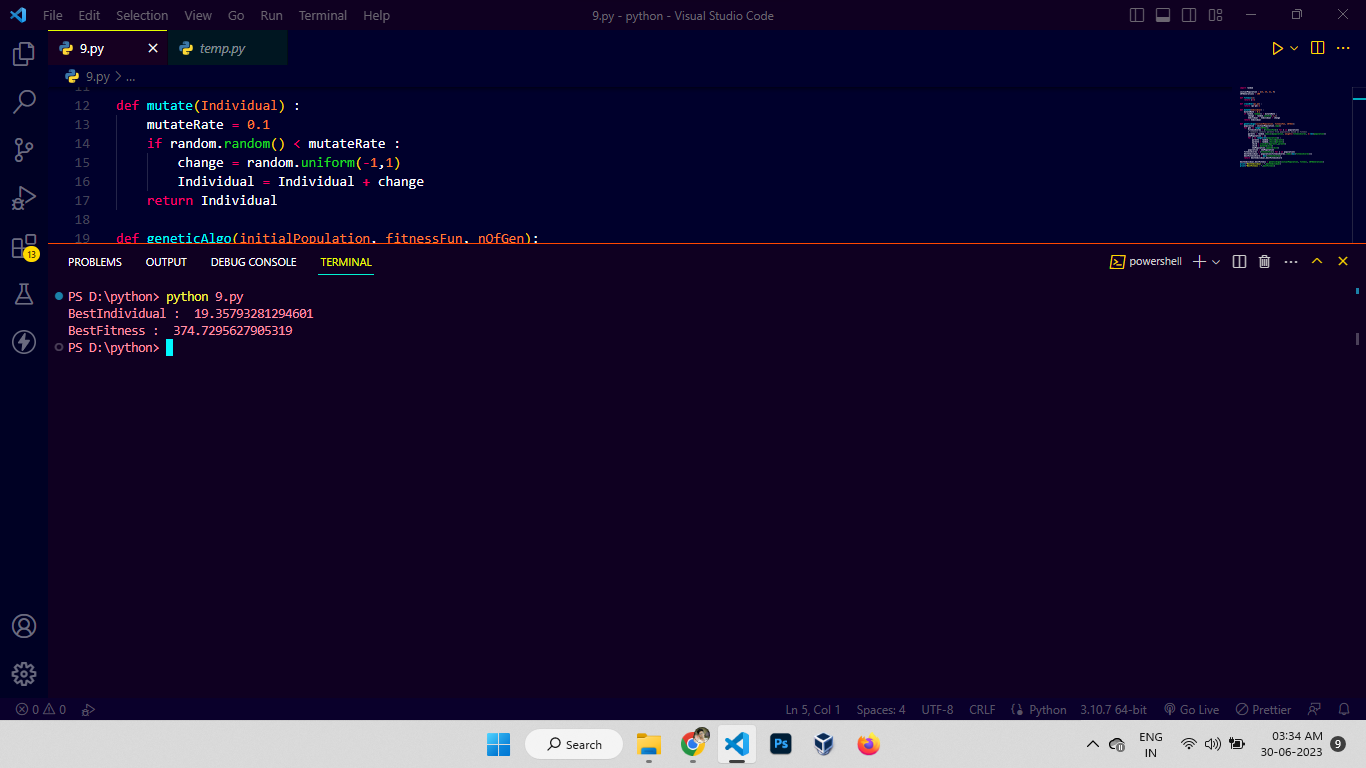 File Edit Selection View Go Run Terminal Help 9.py - python - Visual Studio Code
9.py temp.py
9.py > ...
11
12 def mutate(Individual) :
13 mutateRate = 0.1
14 if random.random() < mutateRate :
15 change = random.uniform(-1,1)
16 Individual = Individual + change
17 return Individual
18
19 def geneticAlgo(initialPopulation, fitnessFun, nOfGen):
13
PROBLEMS OUTPUT DEBUG CONSOLE TERMINAL powershell
PS D:\python> python 9.py
BestIndividual :  19.35793281294601
BestFitness :  374.7295627905319
PS D:\python>
0 0 Ln 5, Col 1 Spaces: 4 UTF-8 CRLF Python 3.10.7 64-bit Go Live Prettier
Search Ps ENG IN 03:34 AM 30-06-2023 9